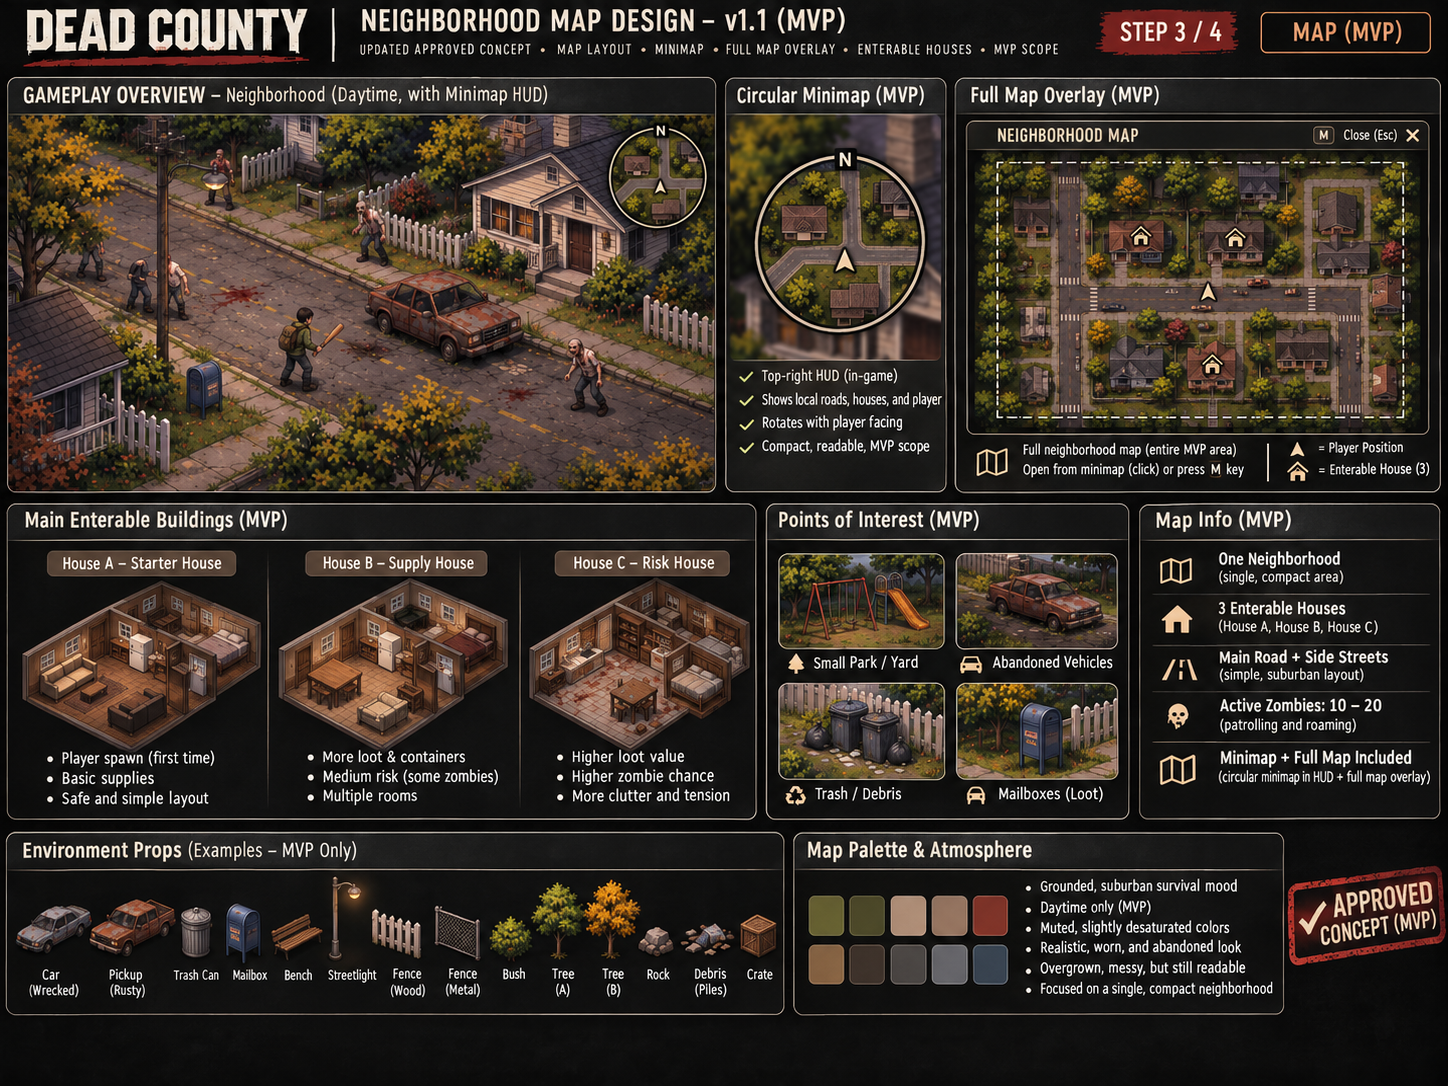 DEAD COUNTY
NEIGHBORHOOD MAP DESIGN – v1.1 (MVP)
UPDATED APPROVED CONCEPT • MAP LAYOUT • MINIMAP • FULL MAP OVERLAY • ENTERABLE HOUSES • MVP SCOPE
STEP 3 / 4
MAP (MVP)
GAMEPLAY OVERVIEW – Neighborhood (Daytime, with Minimap HUD)
N
Circular Minimap (MVP)
N
Top-right HUD (in-game)
Shows local roads, houses, and player
Rotates with player facing
Compact, readable, MVP scope
Full Map Overlay (MVP)
NEIGHBORHOOD MAP
M Close (Esc) X
Full neighborhood map (entire MVP area)
Open from minimap (click) or press M key
= Player Position
= Enterable House (3)
Main Enterable Buildings (MVP)
House A – Starter House
• Player spawn (first time)
• Basic supplies
• Safe and simple layout
House B – Supply House
• More loot & containers
• Medium risk (some zombies)
• Multiple rooms
House C – Risk House
• Higher loot value
• Higher zombie chance
• More clutter and tension
Points of Interest (MVP)
Small Park / Yard
Abandoned Vehicles
Trash / Debris
Mailboxes (Loot)
Map Info (MVP)
One Neighborhood
(single, compact area)
3 Enterable Houses
(House A, House B, House C)
Main Road + Side Streets
(simple, suburban layout)
Active Zombies: 10 – 20
(patrolling and roaming)
Minimap + Full Map Included
(circular minimap in HUD + full map overlay)
Environment Props (Examples – MVP Only)
Car
(Wrecked)
Pickup
(Rusty)
Trash Can
Mailbox
Bench
Streetlight
Fence
(Wood)
Fence
(Metal)
Bush
Tree
(A)
Tree
(B)
Rock
Debris
(Piles)
Crate
Map Palette & Atmosphere
• Grounded, suburban survival mood
• Daytime only (MVP)
• Muted, slightly desaturated colors
• Realistic, worn, and abandoned look
• Overgrown, messy, but still readable
• Focused on a single, compact neighborhood
APPROVED
CONCEPT (MVP)